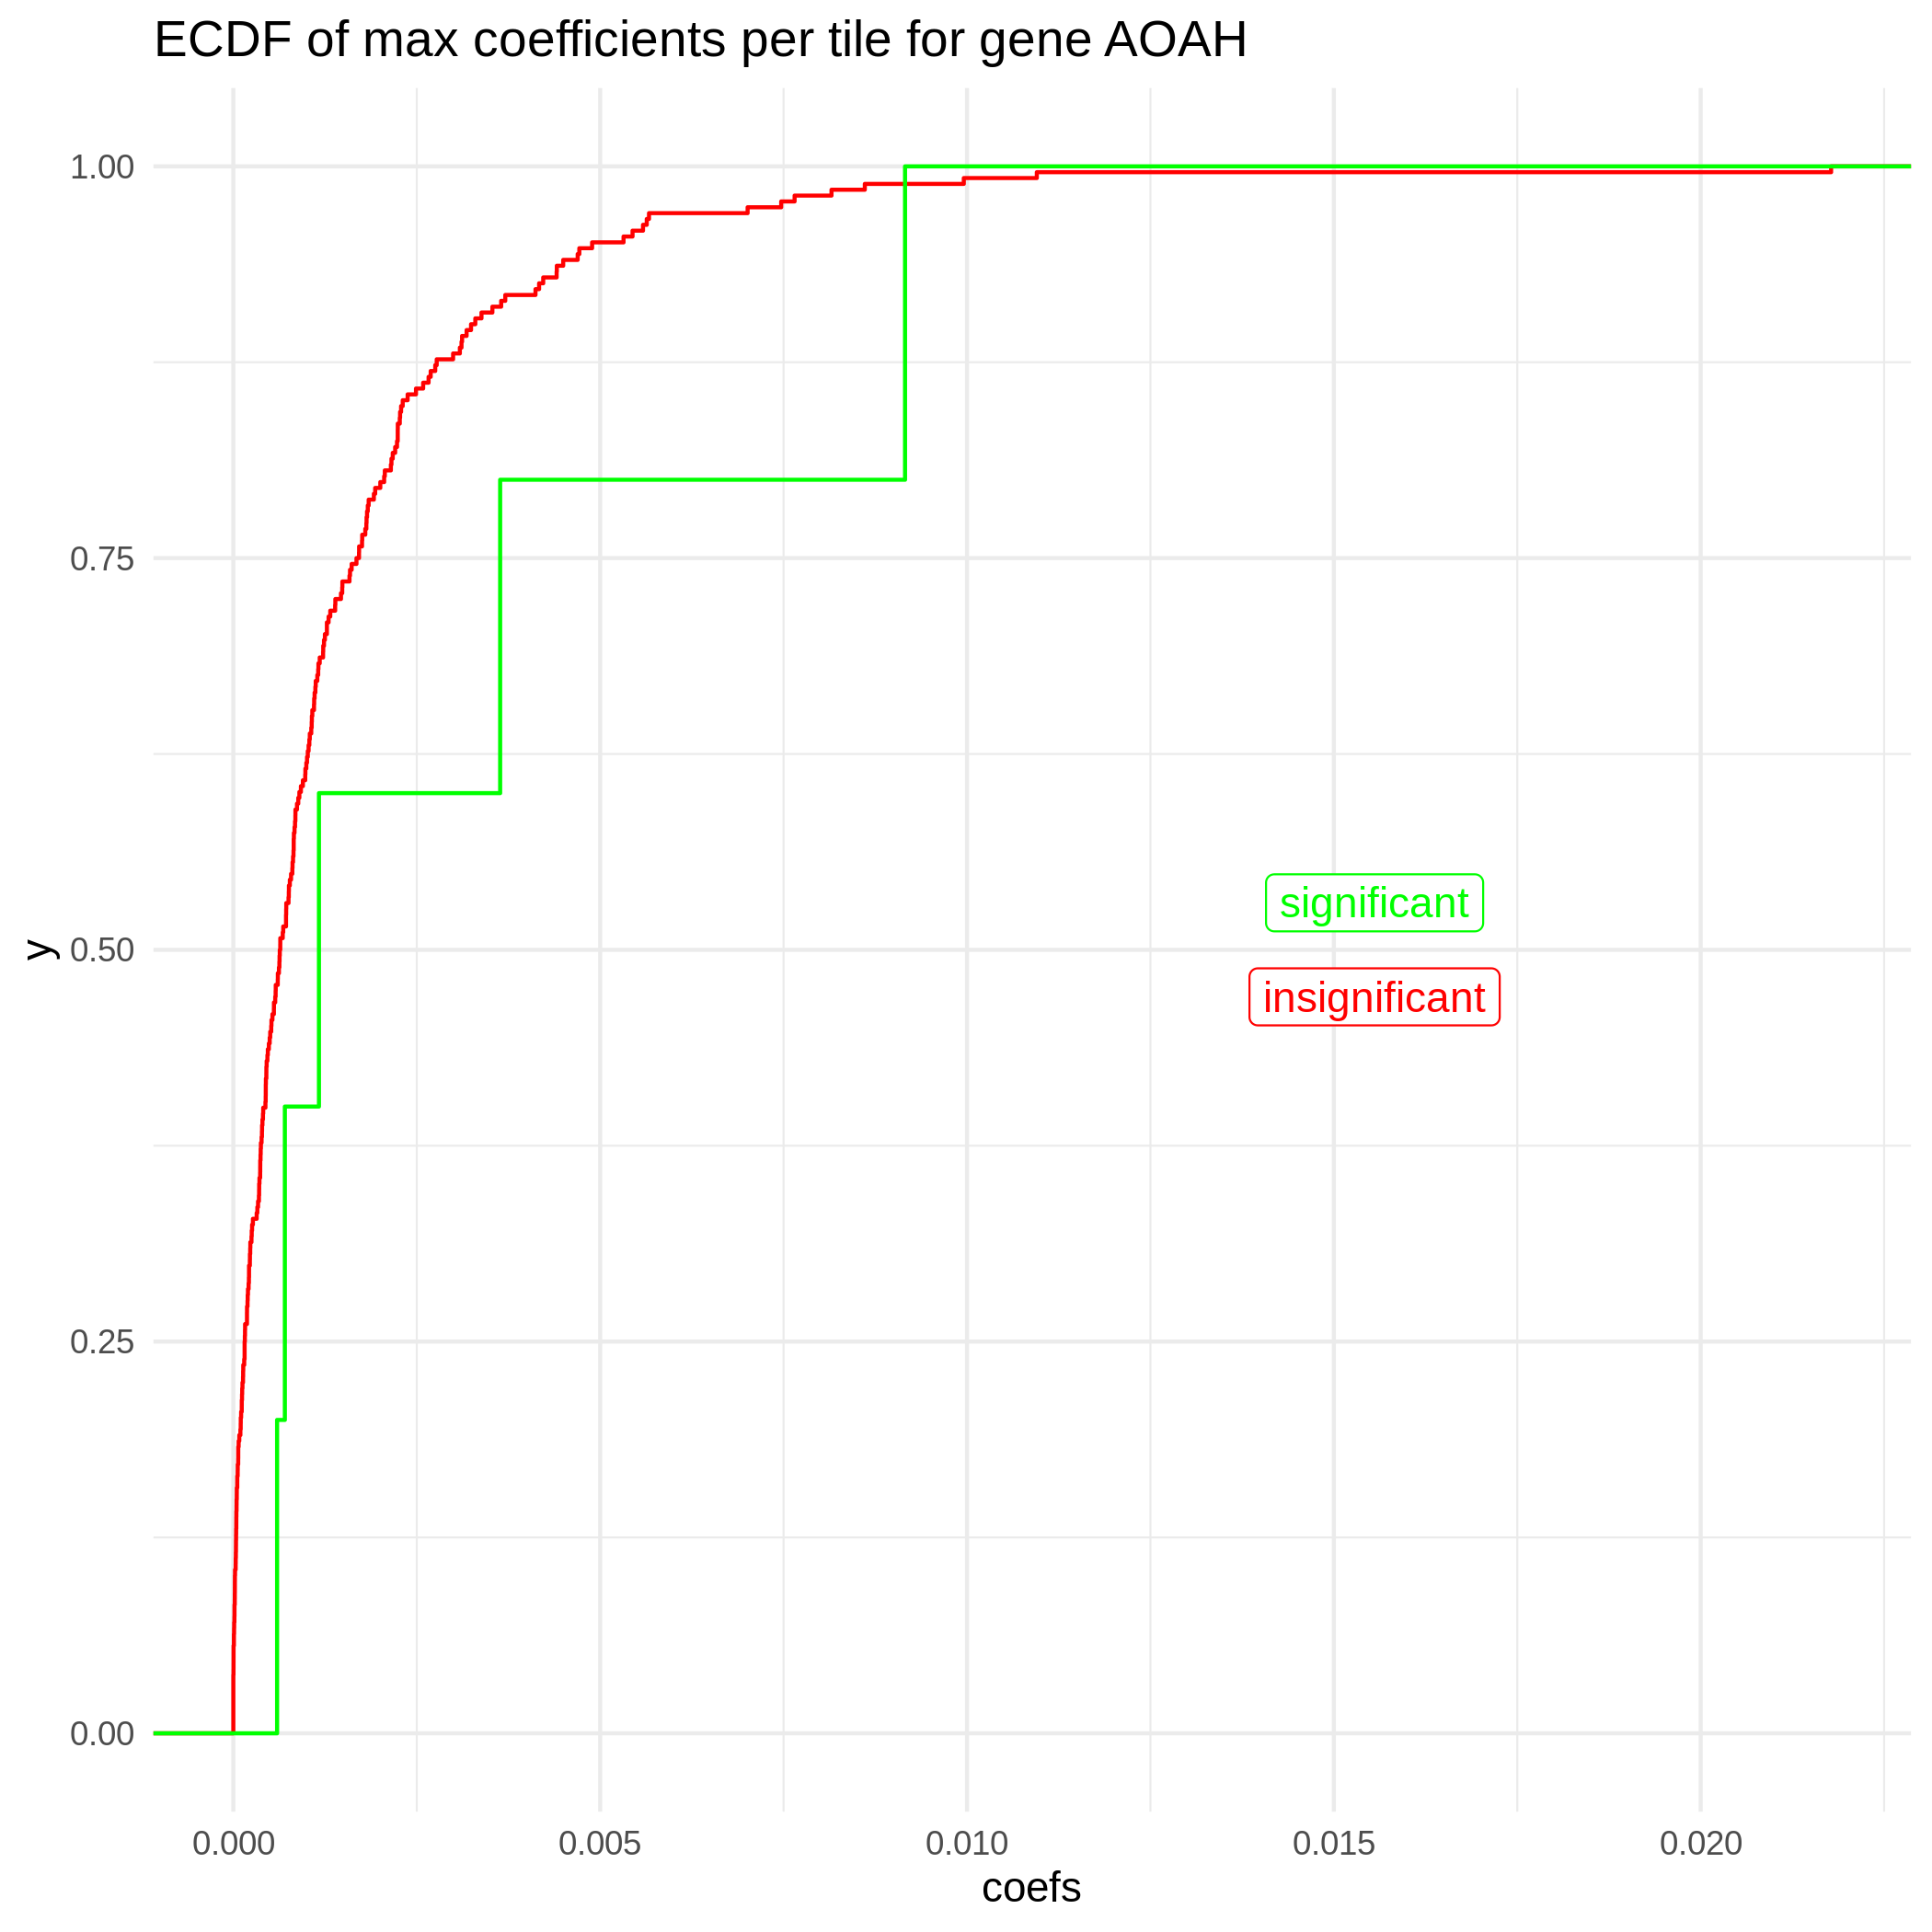 ECDF of max coefficients per tile for gene AOAH
1.00
0.75
0.50
0.25
0.00
y
significant
insignificant
0.000 0.005 0.010 0.015 0.020
coefs